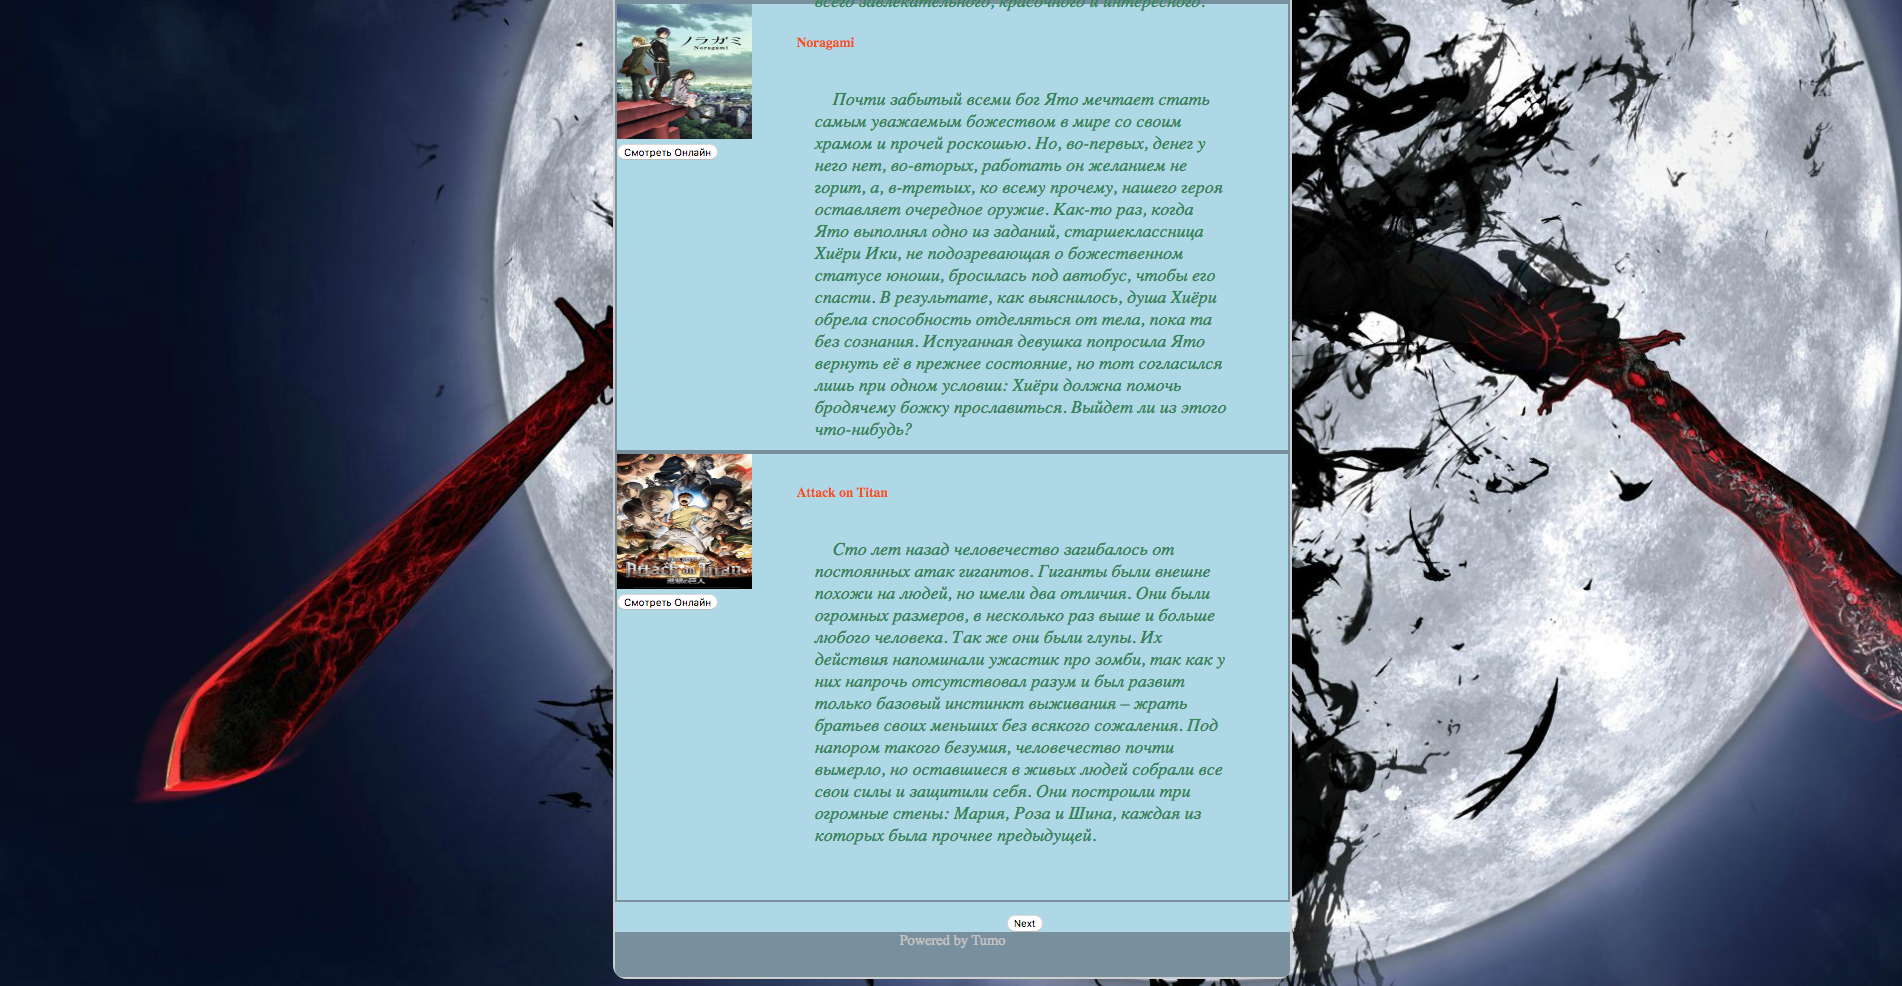 всего завлекательного, красочного и интересного.
ノラガミ
Noragami
Noragami
Смотреть Онлайн
Почти забытый всеми бог Ято мечтает стать
самым уважаемым божеством в мире со своим
храмом и прочей роскошью. Но, во-первых, денег у
него нет, во-вторых, работать он желанием не
горит, а, в-третьих, ко всему прочему, нашего героя
оставляет очередное оружие. Как-то раз, когда
Ято выполнял одно из заданий, старшеклассница
Хиёри Ики, не подозревающая о божественном
статусе юноши, бросилась под автобус, чтобы его
спасти. В результате, как выяснилось, душа Хиёри
обрела способность отделяться от тела, пока та
без сознания. Испуганная девушка попросила Ято
вернуть её в прежнее состояние, но тот согласился
лишь при одном условии: Хиёри должна помочь
бродячему божку прославиться. Выйдет ли из этого
что-нибудь?
Attack on Titan
進撃の巨人
Attack on Titan
Смотреть Онлайн
Сто лет назад человечество загибалось от
постоянных атак гигантов. Гиганты были внешне
похожи на людей, но имели два отличия. Они были
огромных размеров, в несколько раз выше и больше
любого человека. Так же они были глупы. Их
действия напоминали ужастик про зомби, так как у
них напрочь отсутствовал разум и был развит
только базовый инстинкт выживания – жрать
братьев своих меньших без всякого сожаления. Под
напором такого безумия, человечество почти
вымерло, но оставшиеся в живых людей собрали все
свои силы и защитили себя. Они построили три
огромные стены: Мария, Роза и Шина, каждая из
которых была прочнее предыдущей.
Next
Powered by Tumo